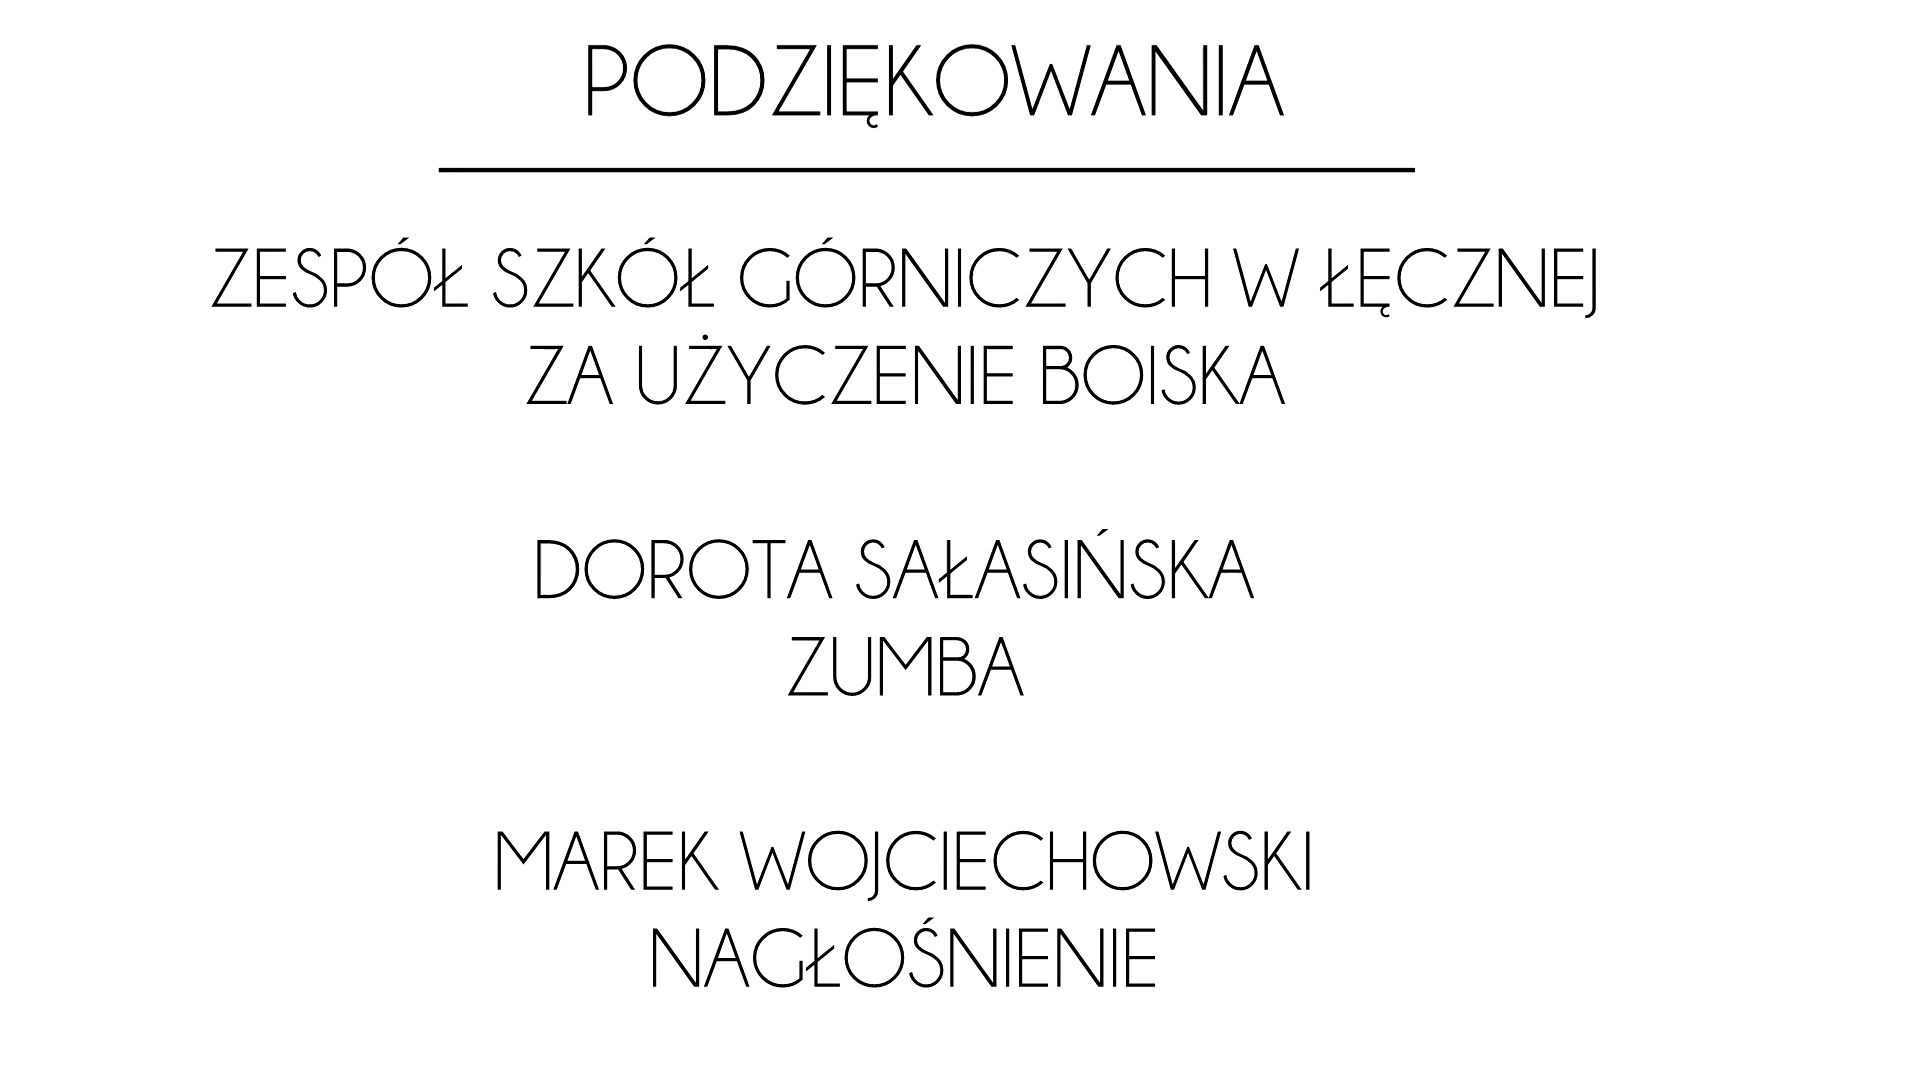 PODZIĘKOWANIA
ZESPÓŁ SZKÓŁ GÓRNICZYCH W ŁĘCZNEJ
ZA UŻYCZENIE BOISKA
DOROTA SAŁASIŃSKA
ZUMBA
MAREK WOJCIECHOWSKI
NAGŁOŚNIENIE